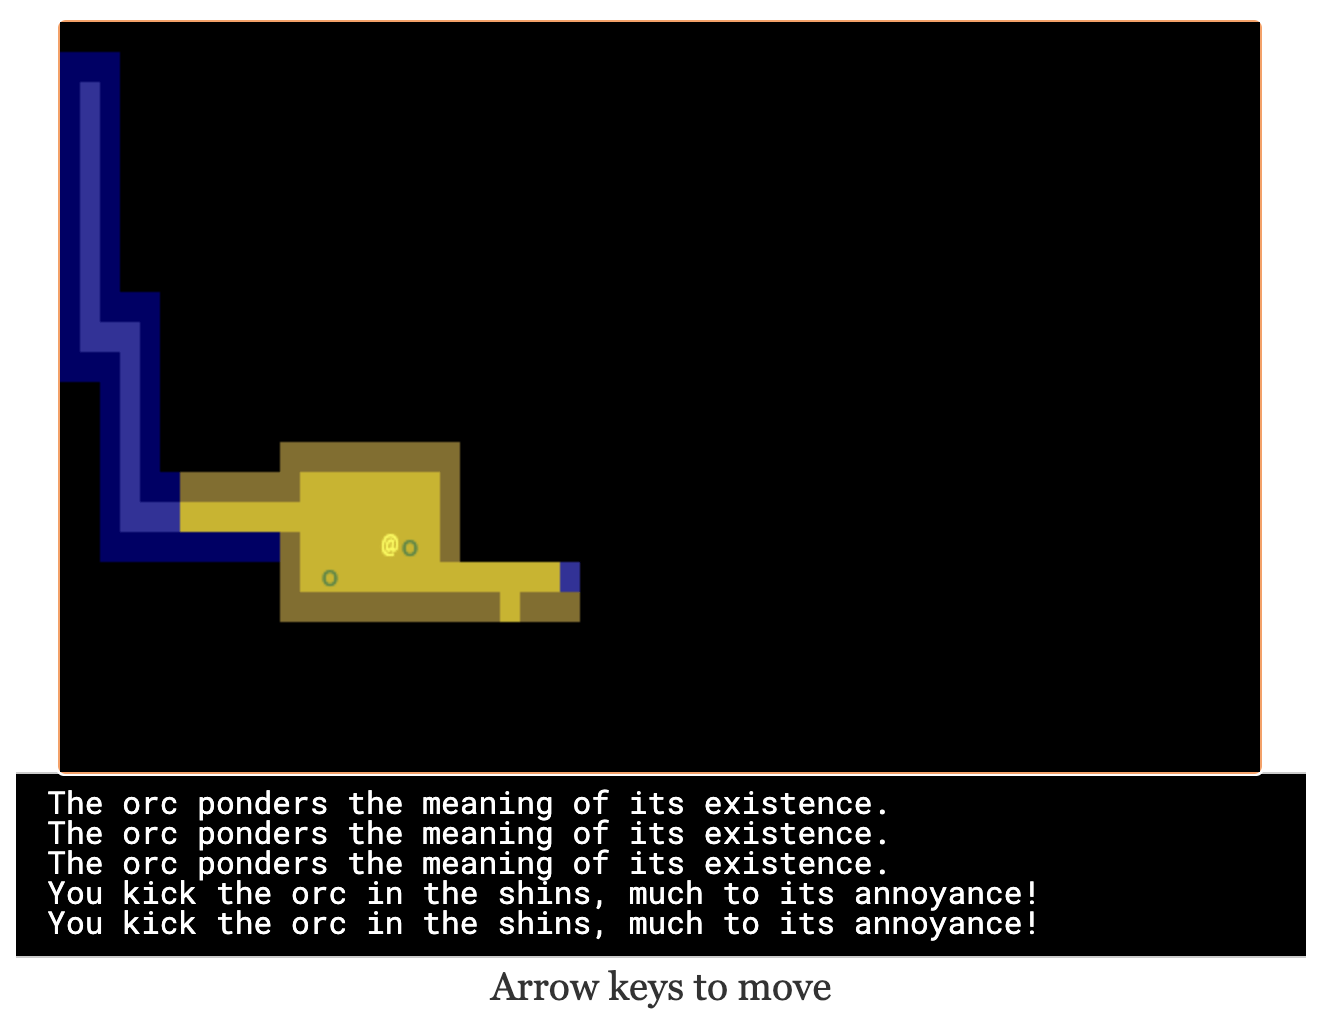 @o
o
The orc ponders the meaning of its existence.
The orc ponders the meaning of its existence.
The orc ponders the meaning of its existence.
You kick the orc in the shins, much to its annoyance!
You kick the orc in the shins, much to its annoyance!
Arrow keys to move